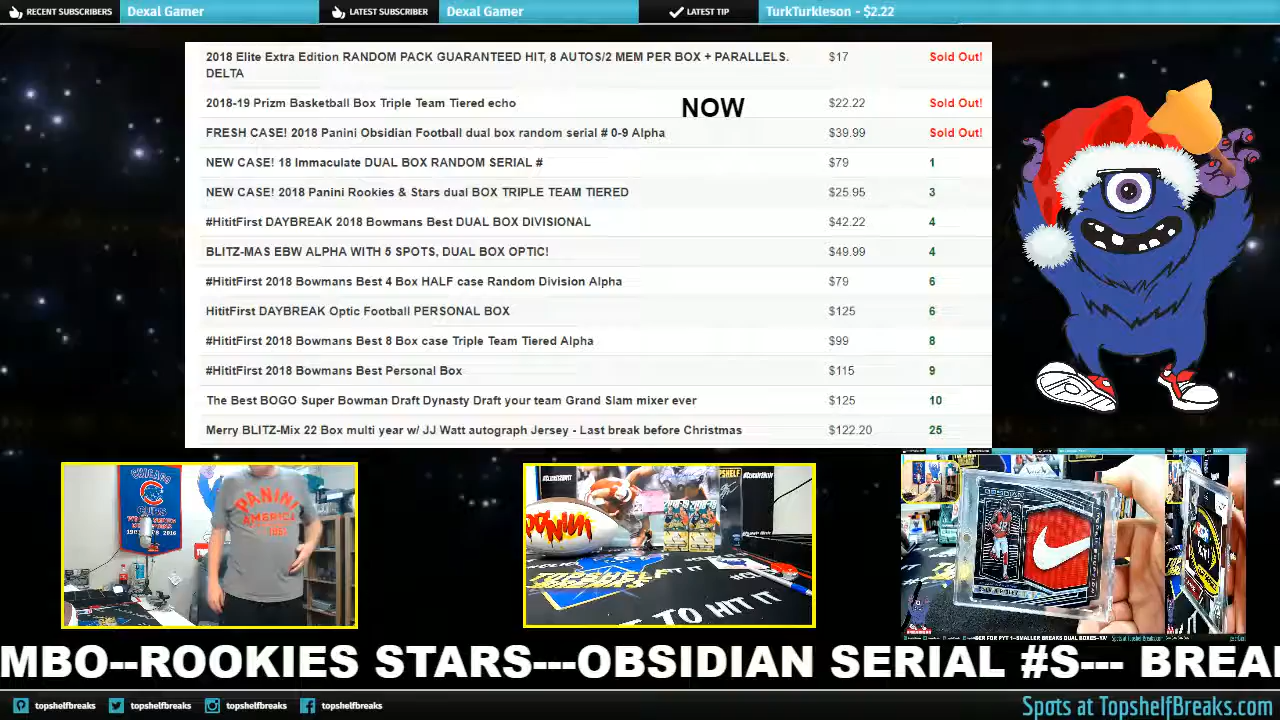 RECENT SUBSCRIBERS Dexal Gamer LATEST SUBSCRIBER Dexal Gamer LATEST TIP TurkTurkleson - $2.22
2018 Elite Extra Edition RANDOM PACK GUARANTEED HIT, 8 AUTOS/2 MEM PER BOX + PARALLELS. $17 Sold Out!
DELTA
2018-19 Prizm Basketball Box Triple Team Tiered echo $22.22 Sold Out!
NOW
FRESH CASE! 2018 Panini Obsidian Football dual box random serial # 0-9 Alpha $39.99 Sold Out!
NEW CASE! 18 Immaculate DUAL BOX RANDOM SERIAL # $79 1
NEW CASE! 2018 Panini Rookies & Stars dual BOX TRIPLE TEAM TIERED $25.95 3
#HititFirst DAYBREAK 2018 Bowmans Best DUAL BOX DIVISIONAL $42.22 4
BLITZ-MAS EBW ALPHA WITH 5 SPOTS, DUAL BOX OPTIC! $49.99 4
#HititFirst 2018 Bowmans Best 4 Box HALF case Random Division Alpha $79 6
HititFirst DAYBREAK Optic Football PERSONAL BOX $125 6
#HititFirst 2018 Bowmans Best 8 Box case Triple Team Tiered Alpha $99 8
#HititFirst 2018 Bowmans Best Personal Box $115 9
The Best BOGO Super Bowman Draft Dynasty Draft your team Grand Slam mixer ever $125 10
Merry BLITZ-Mix 22 Box multi year w/ JJ Watt autograph Jersey - Last break before Christmas $122.20 25
CHICAGO
CUBS
PANINI
AMERICA
PANINI
TOPSHELF
TO HIT IT
MBO--ROOKIES STARS---OBSIDIAN SERIAL #S--- BREA
topshelfbreaks topshelfbreaks topshelfbreaks topshelfbreaks Spots at TopshelfBreaks.com